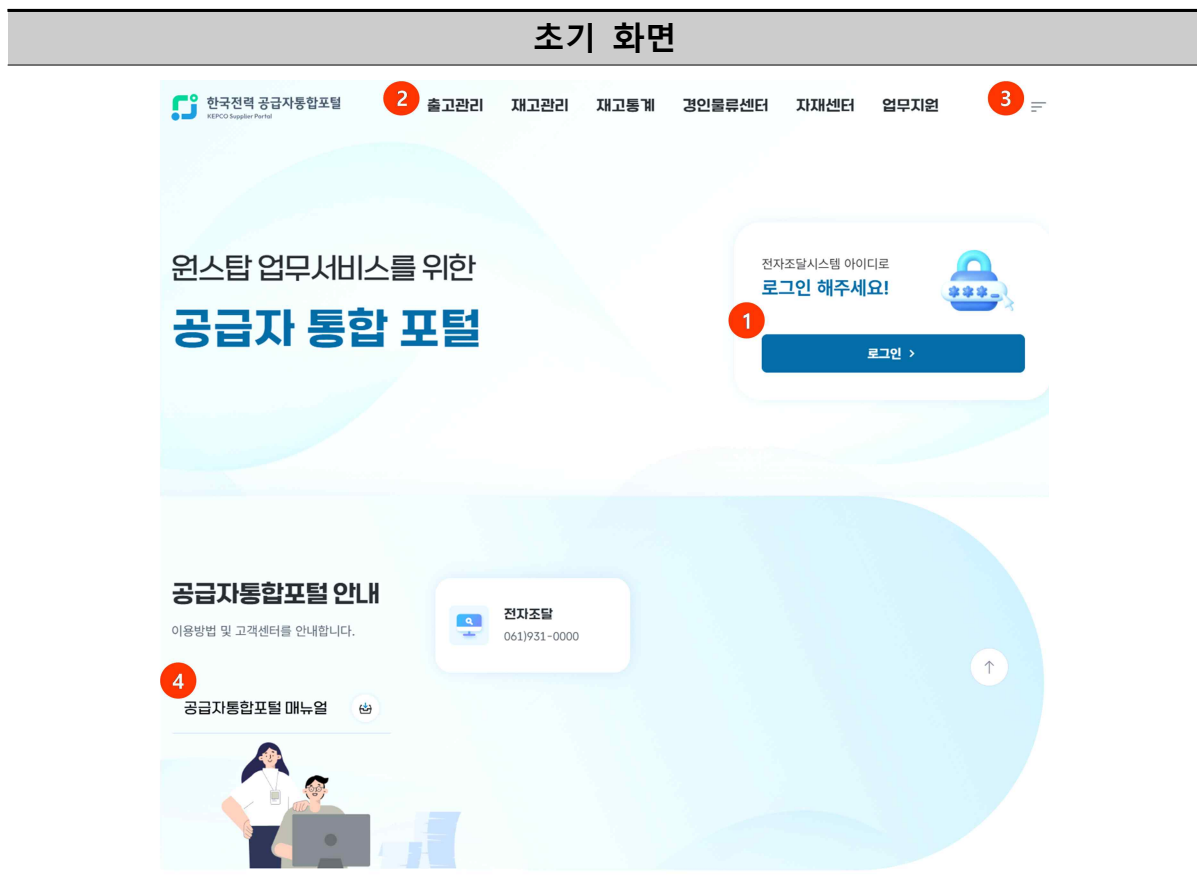 초기 화면
한국전력 공급자통합포털
KEPCO Supplier Portal
2 출고관리 재고관리 재고통계 경인물류센터 자재센터 업무지원 3
원스탑 업무서비스를 위한
공급자 통합 포털
전자조달시스템 아이디로
로그인 해주세요!
***_
1
로그인 >
공급자통합포털 안내
이용방법 및 고객센터를 안내합니다.
전자조달
061)931-0000
4
공급자통합포털 매뉴얼